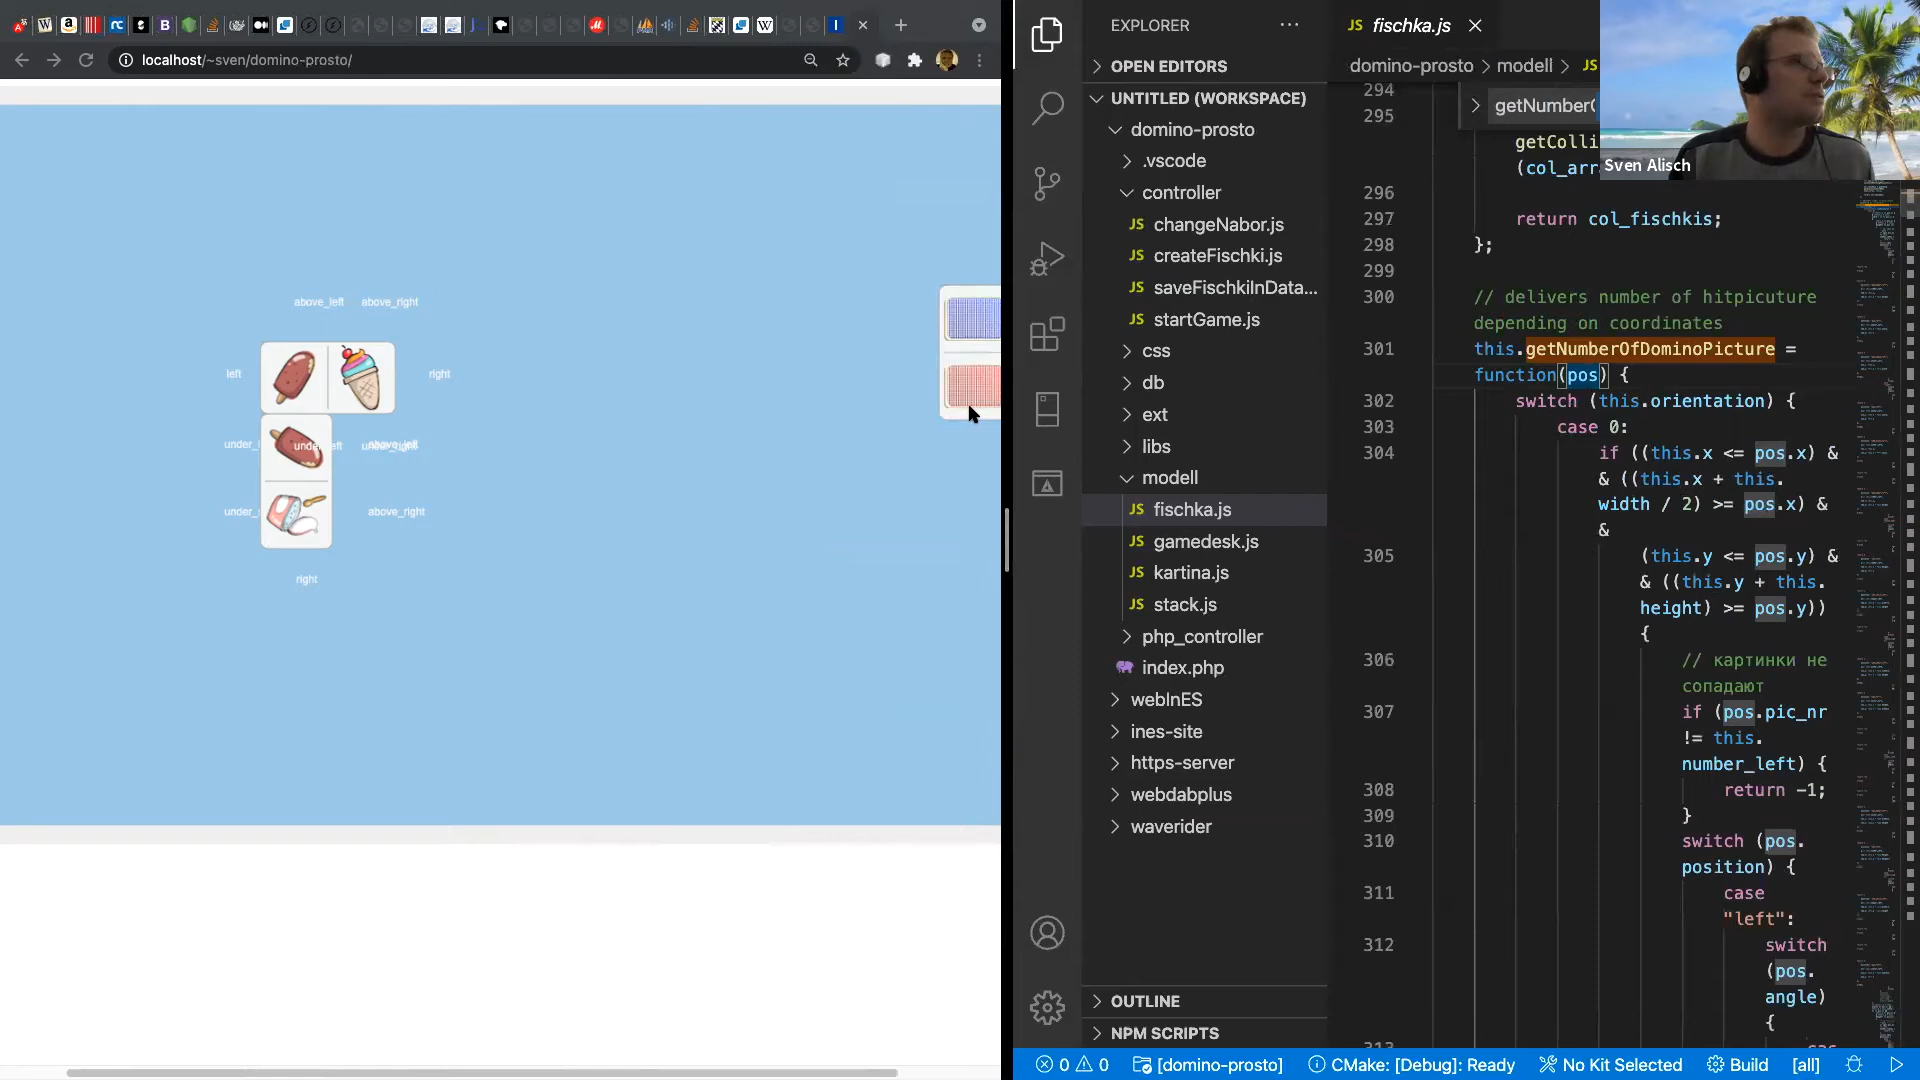 localhost/~sven/domino-prosto/
above_left above_right
left
right
above_right
right
EXPLORER
OPEN EDITORS
UNTITLED (WORKSPACE)
domino-prosto
.vscode
controller
JS changeNabor.js
JS createFischki.js
JS saveFischkiInData...
JS startGame.js
css
db
ext
libs
modell
JS fischka.js
JS gamedesk.js
JS kartina.js
JS stack.js
php_controller
index.php
webInES
ines-site
https-server
webdabplus
waverider
OUTLINE
NPM SCRIPTS
JS fischka.js
domino-prosto > modell > JS
getNumber
Sven Alisch
294
295
getColli
(col_arr
296
297 return col_fischkis;
298 };
299
300 // delivers number of hitpicuture
depending on coordinates
301 this.getNumberOfDominoPicture =
function(pos) {
302 switch (this.orientation) {
303 case 0:
304 if ((this.x <= pos.x) &
& ((this.x + this.
width / 2) >= pos.x) &
&
305 (this.y <= pos.y) &
& ((this.y + this.
height) >= pos.y))
{
306 // картинки не
сопадают
307 if (pos.pic_nr
!= this.
number_left) {
308 return -1;
309 }
310 switch (pos.
position) {
311 case
"left":
312 switch
(pos.
angle)
{
0 0 [domino-prosto] CMake: [Debug]: Ready No Kit Selected Build [all]